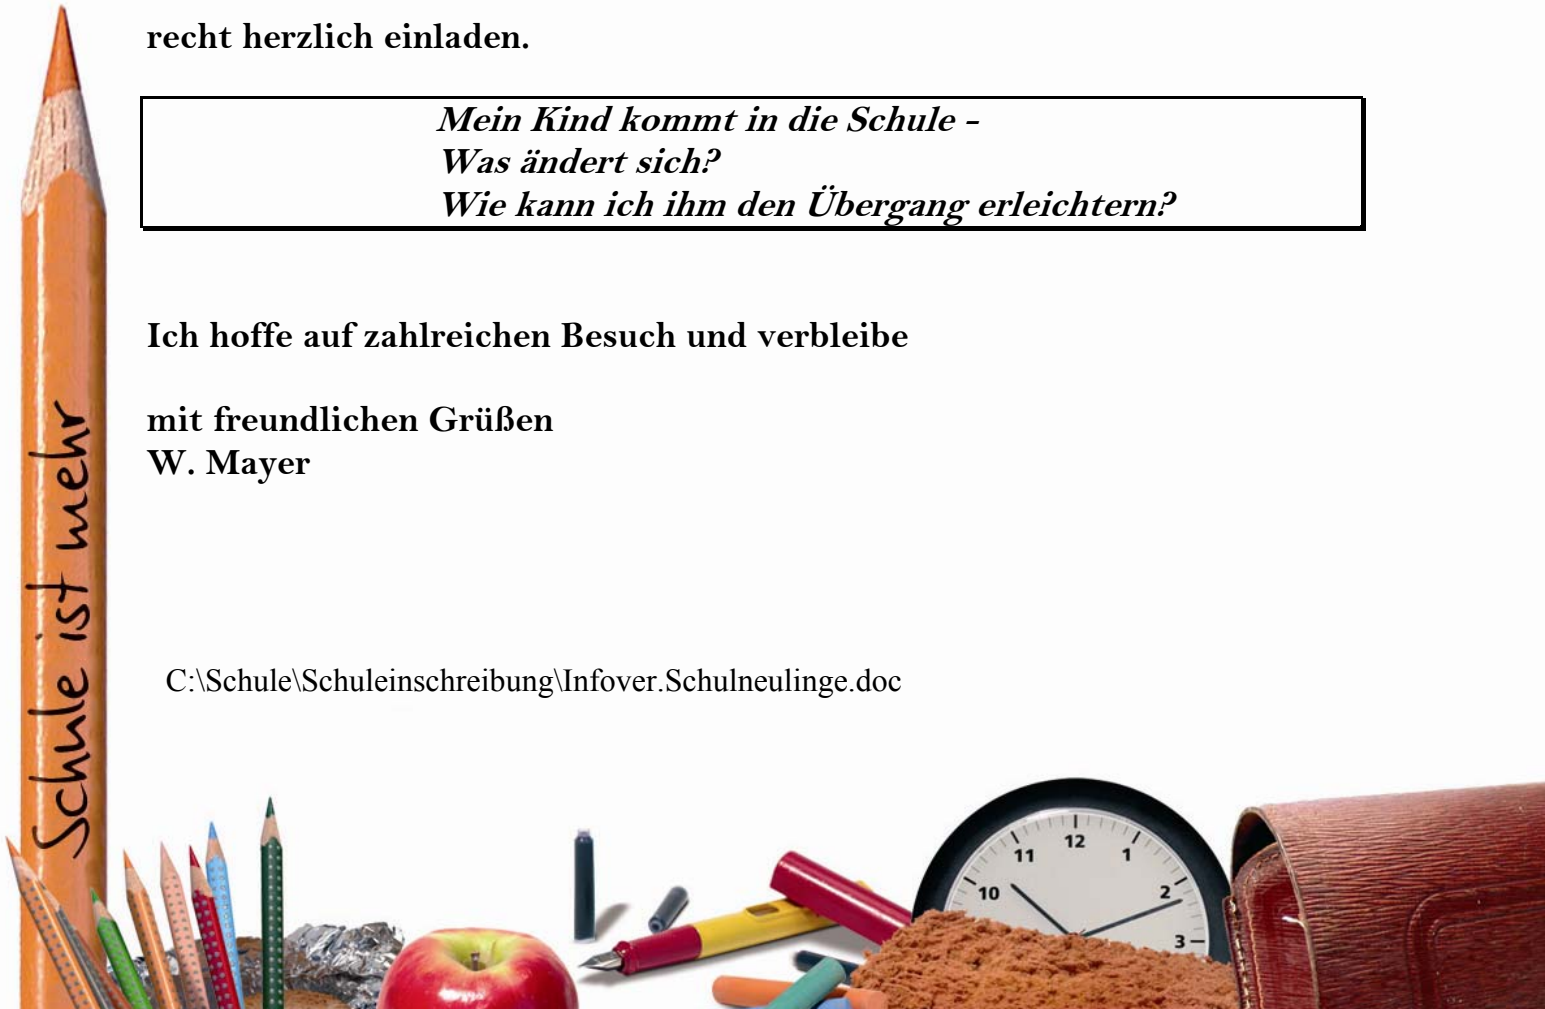 recht herzlich einladen.
Mein Kind kommt in die Schule –
Was ändert sich?
Wie kann ich ihm den Übergang erleichtern?
Ich hoffe auf zahlreichen Besuch und verbleibe
mit freundlichen Grüßen
W. Mayer
Schule ist mehr
C:\Schule\Schuleinschreibung\Infover.Schulneulinge.doc
10
11
12
1
2
3